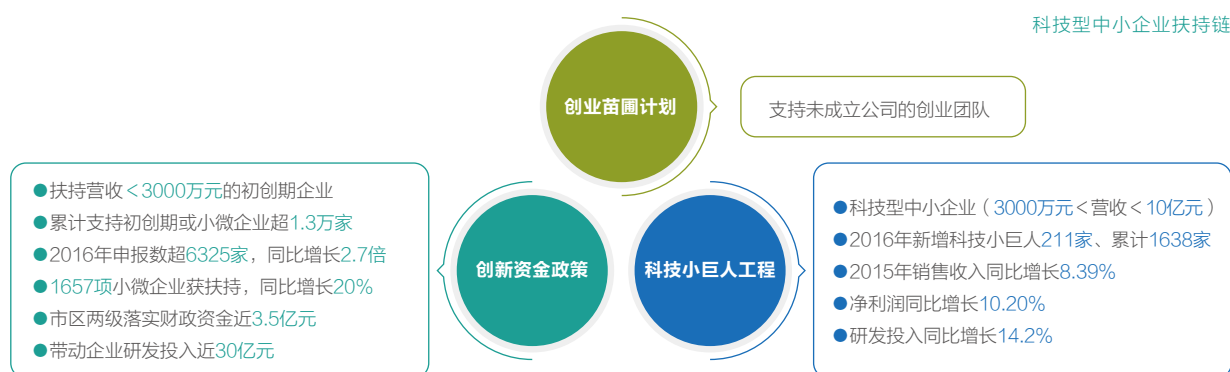 科技型中小企业扶持链
创业苗圃计划
支持未成立公司的创业团队
●扶持营收＜3000万元的初创期企业
●累计支持初创期或小微企业超1.3万家
●2016年申报数超6325家，同比增长2.7倍
●1657项小微企业获扶持，同比增长20%
●市区两级落实财政资金近3.5亿元
●带动企业研发投入近30亿元
创新资金政策
科技小巨人工程
●科技型中小企业（3000万元＜营收＜10亿元）
●2016年新增科技小巨人211家、累计1638家
●2015年销售收入同比增长8.39%
●净利润同比增长10.20%
●研发投入同比增长14.2%